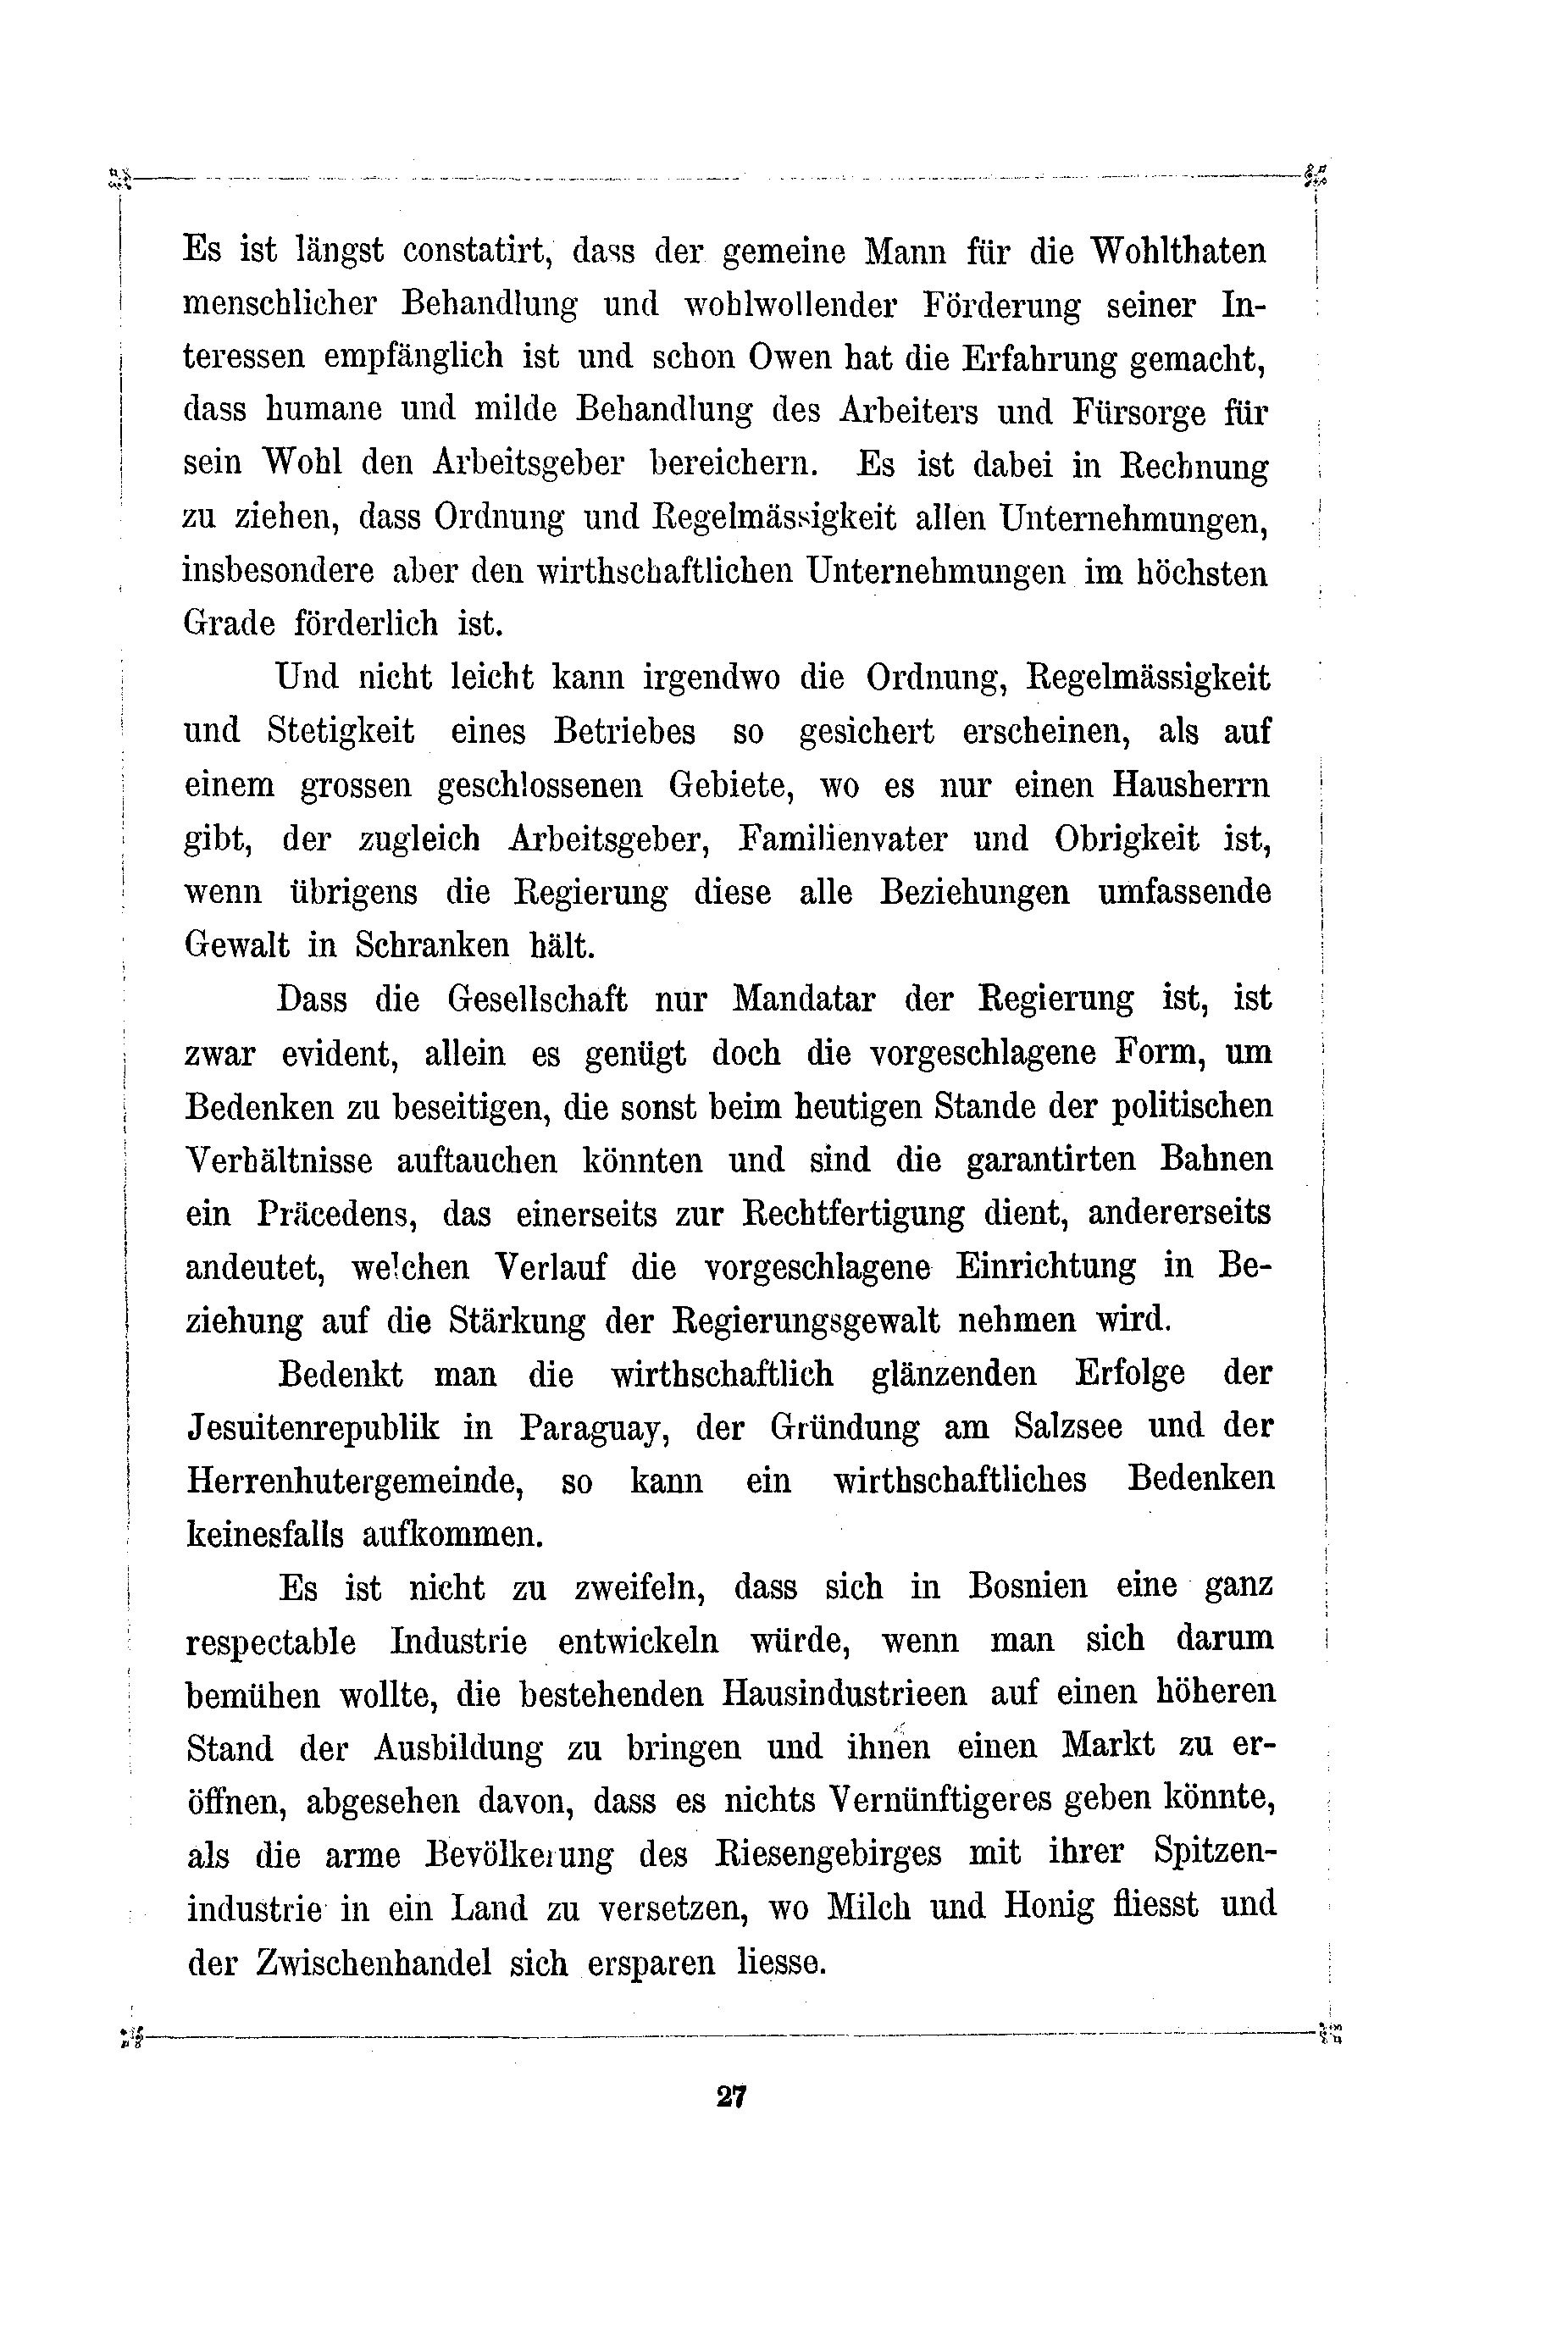 Es ist längst constatirt, dass der gemeine Mann für die Wohlthaten
menschlicher Behandlung und wohlwollender Förderung seiner In-
teressen empfänglich ist und schon Owen hat die Erfahrung gemacht,
dass humane und milde Behandlung des Arbeiters und Fürsorge für
sein Wohl den Arbeitsgeber bereichern. Es ist dabei in Rechnung
zu ziehen, dass Ordnung und Regelmässigkeit allen Unternehmungen,
insbesondere aber den wirthschaftlichen Unternehmungen im höchsten
Grade förderlich ist.
Und nicht leicht kann irgendwo die Ordnung, Regelmässigkeit
und Stetigkeit eines Betriebes so gesichert erscheinen, als auf
einem grossen geschlossenen Gebiete, wo es nur einen Hausherrn
gibt, der zugleich Arbeitsgeber, Familienvater und Obrigkeit ist,
wenn übrigens die Regierung diese alle Beziehungen umfassende
Gewalt in Schranken hält.
Dass die Gesellschaft nur Mandatar der Regierung ist, ist
zwar evident, allein es genügt doch die vorgeschlagene Form, um
Bedenken zu beseitigen, die sonst beim heutigen Stande der politischen
Verhältnisse auftauchen könnten und sind die garantirten Bahnen
ein Präcedens, das einerseits zur Rechtfertigung dient, andererseits
andeutet, welchen Verlauf die vorgeschlagene Einrichtung in Be-
ziehung auf die Stärkung der Regierungsgewalt nehmen wird.
Bedenkt man die wirthschaftlich glänzenden Erfolge der
Jesuitenrepublik in Paraguay, der Gründung am Salzsee und der
Herrenhutergemeinde, so kann ein wirthschaftliches Bedenken
keinesfalls aufkommen.
Es ist nicht zu zweifeln, dass sich in Bosnien eine ganz
respectable Industrie entwickeln würde, wenn man sich darum
bemühen wollte, die bestehenden Hausindustrieen auf einen höheren
Stand der Ausbildung zu bringen und ihnen einen Markt zu er-
öffnen, abgesehen davon, dass es nichts Vernünftigeres geben könnte,
als die arme Bevölkerung des Riesengebirges mit ihrer Spitzen-
industrie in ein Land zu versetzen, wo Milch und Honig fliesst und
der Zwischenhandel sich ersparen liesse.
27